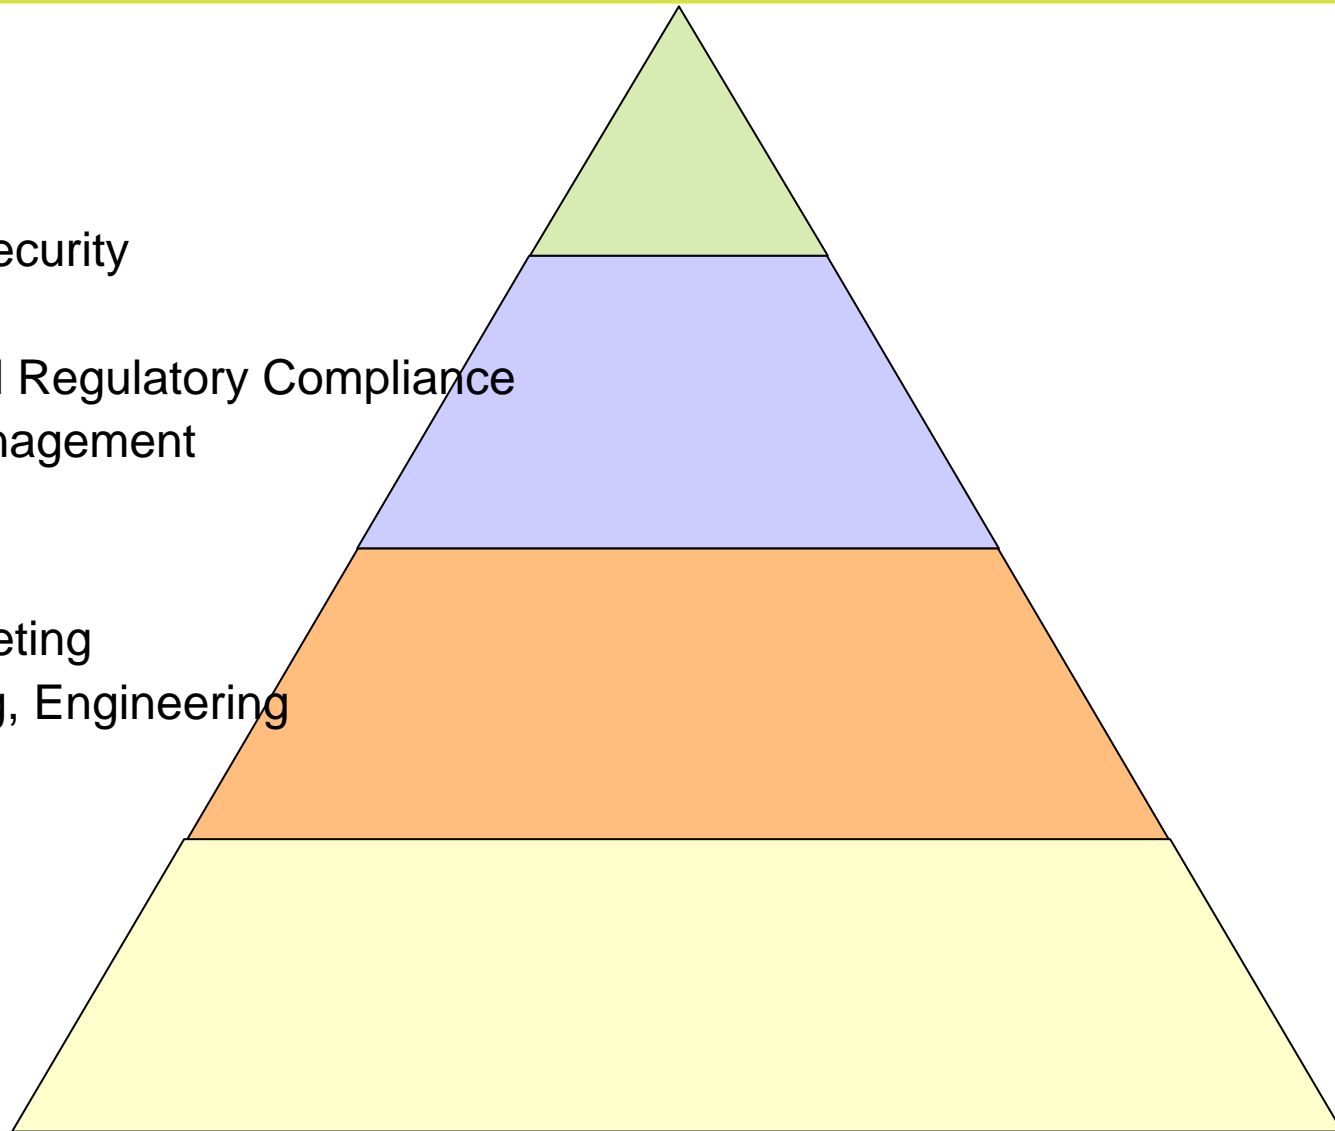 ecurity
Regulatory Compliance
nagement
eting
g, Engineering